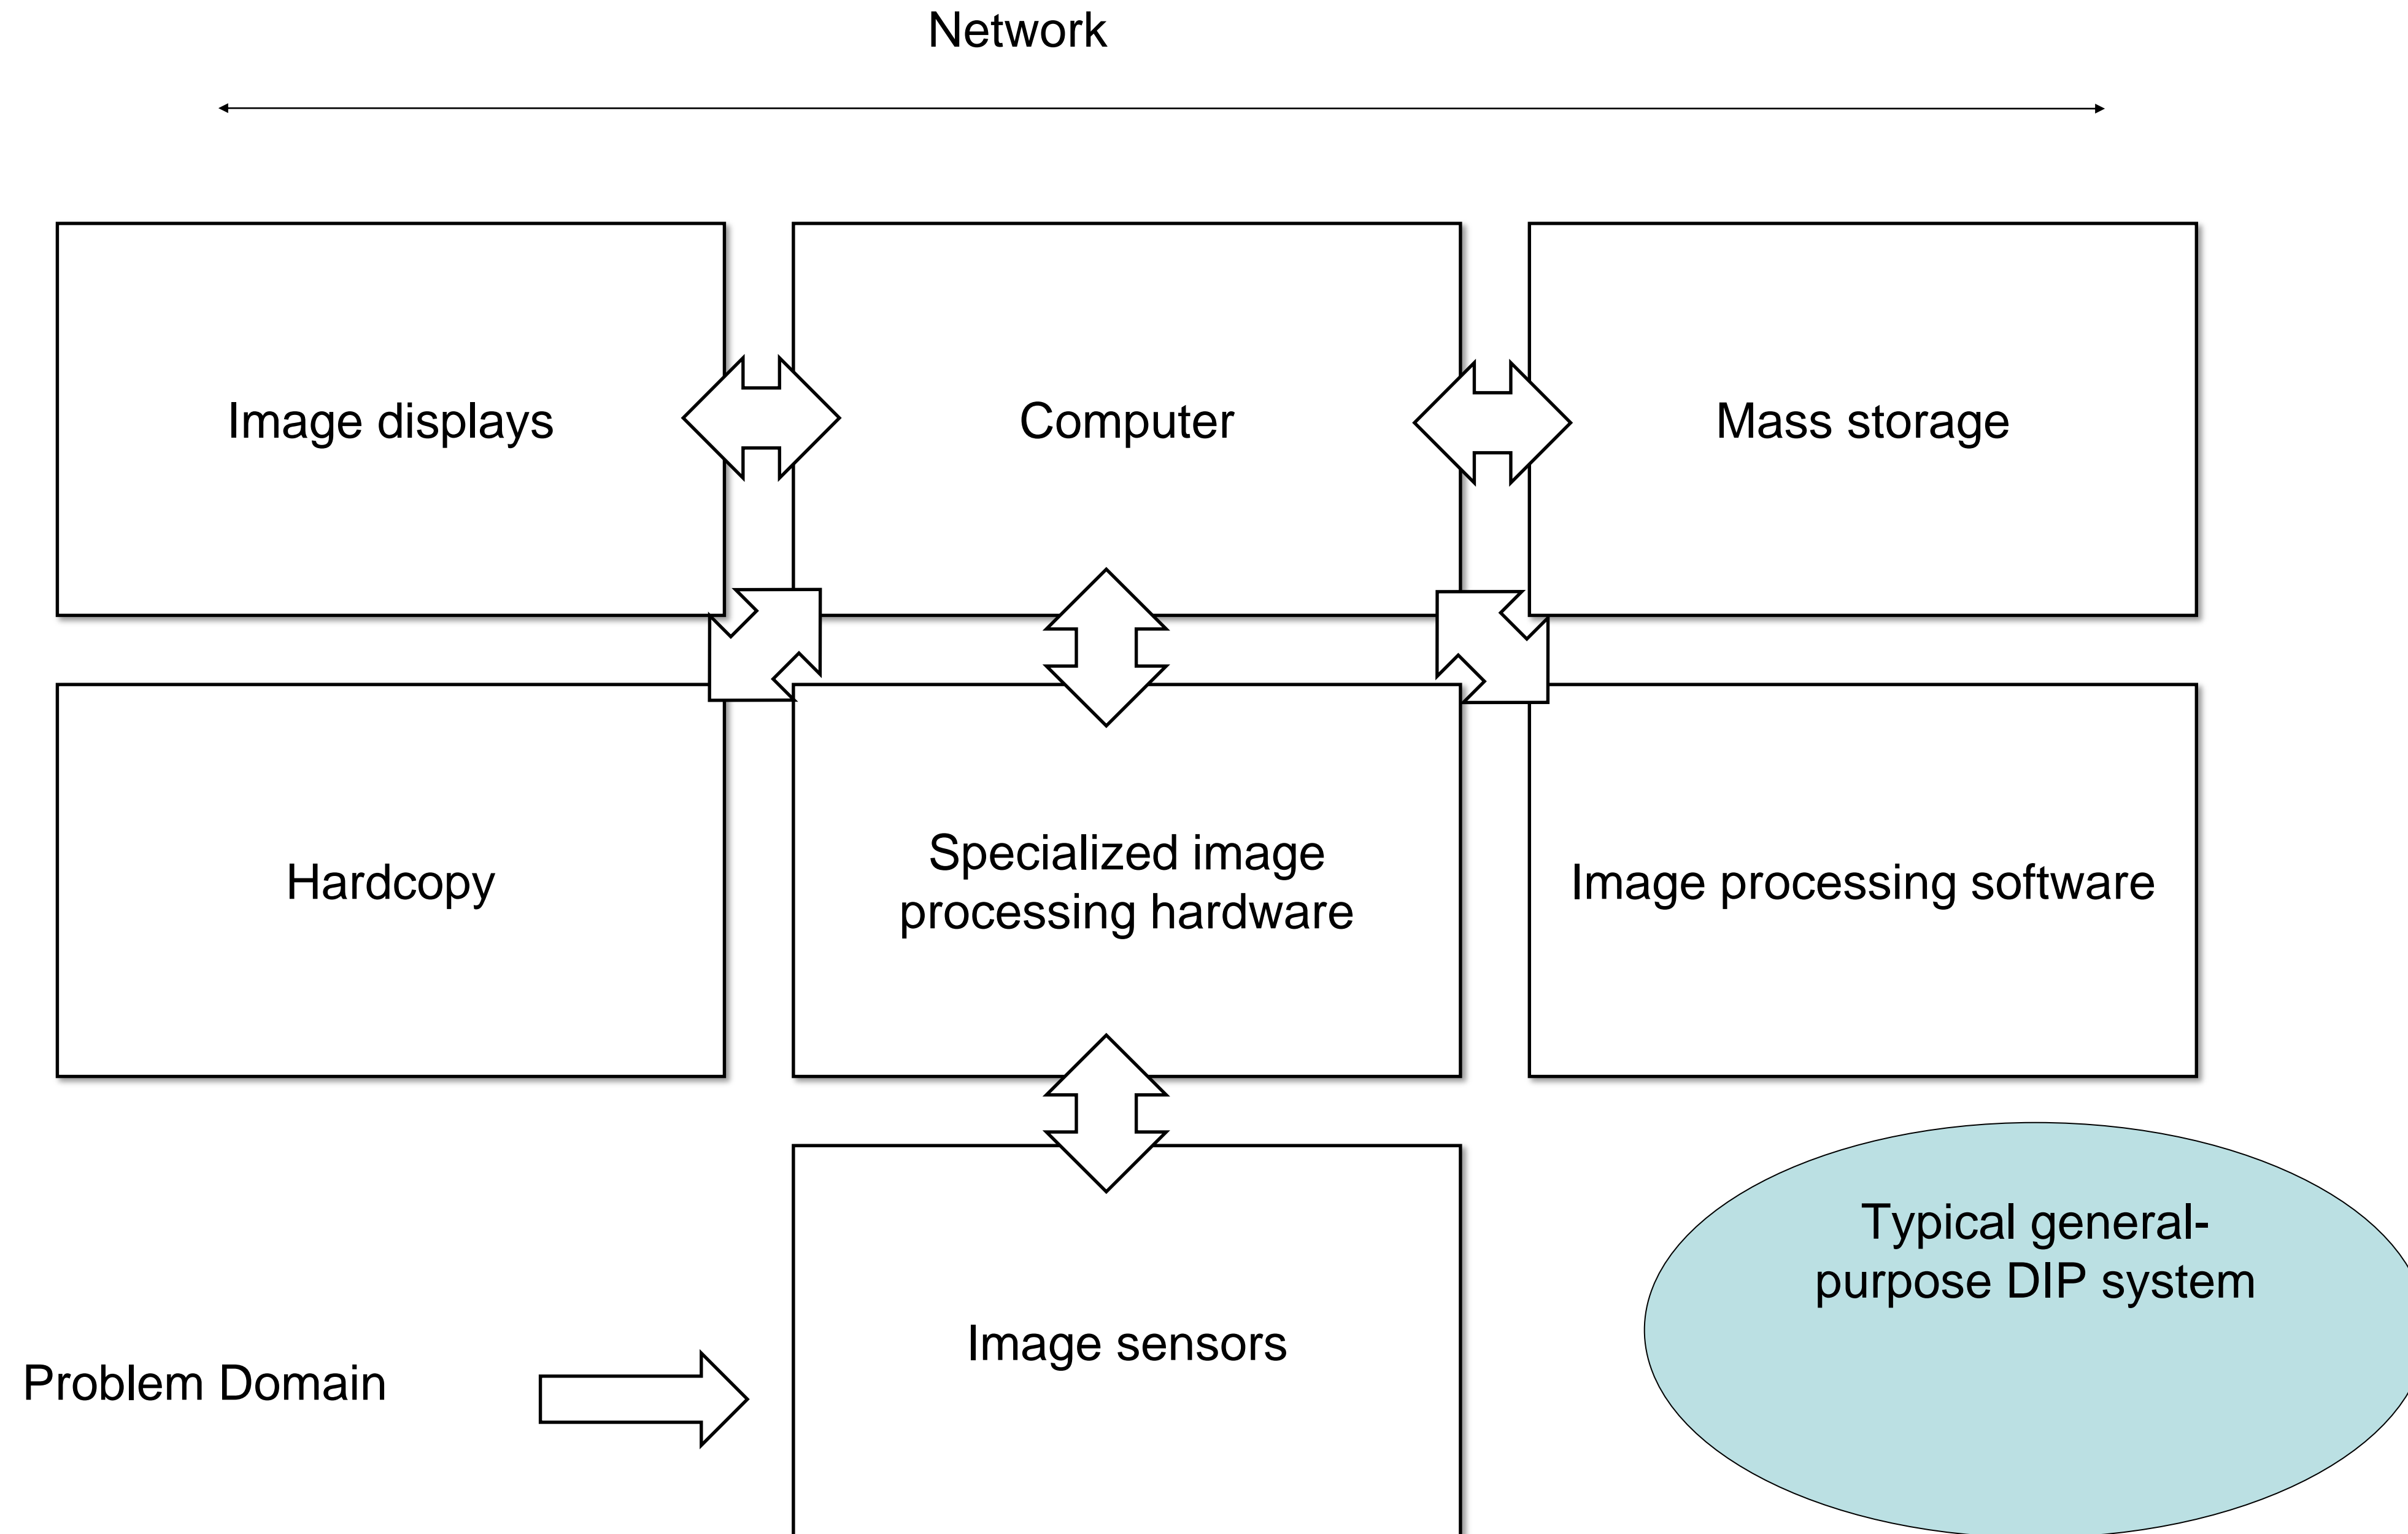 Network
Image displays
Computer
Mass storage
Hardcopy
Specialized image
processing hardware
Image processing software
Typical general-
purpose DIP system
Image sensors
Problem Domain